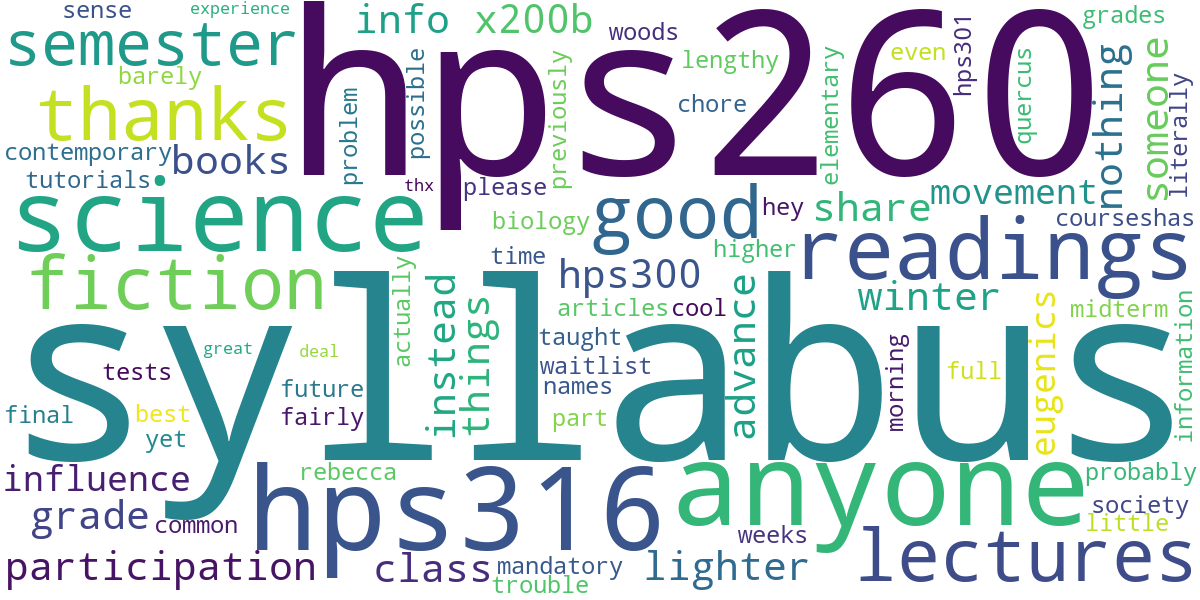 sense
experience
semester
barely
thanks
contemporary
books
tutorials
science
fiction
info
x200b
hps260
woods
lengthy
chore
possible
problem
previously
thx
please
hey
biology
time
good
higher
share
movement
even
hps301
grades
quercus
elementary
nothing
someone
literally
courseshas
readings
hps300
articles
cool
winter
syllabus
actually
great
deal
tests
future
final
best
yet
fairly
instead
things
taught
waitlist
names
part
advance
morning
full
eugenics
midterm
information
influence
rebecca
grade
common
hps316
anyone
probably
society
little
weeks
participation
class
mandatory
trouble
lighter
lectures